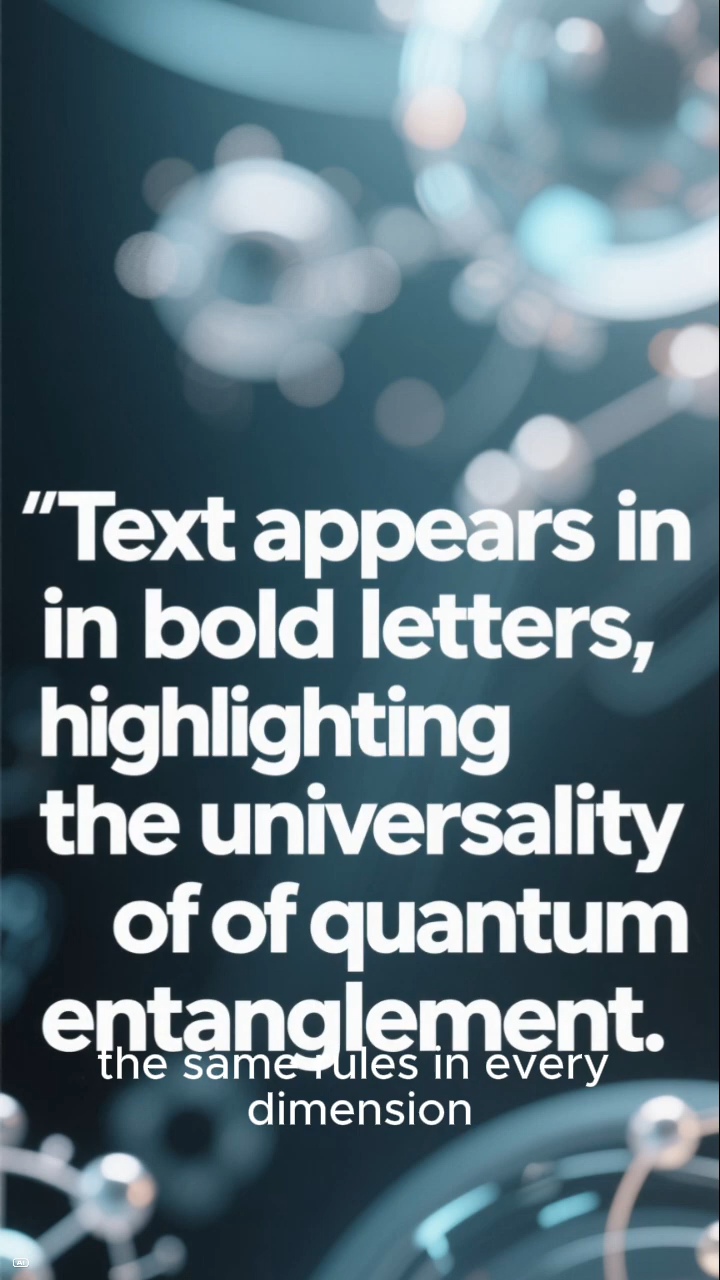 “Text appears in
in bold letters,
highlighting
the universality
of of quantum
entanglement.
the same rules in every
dimension
AI